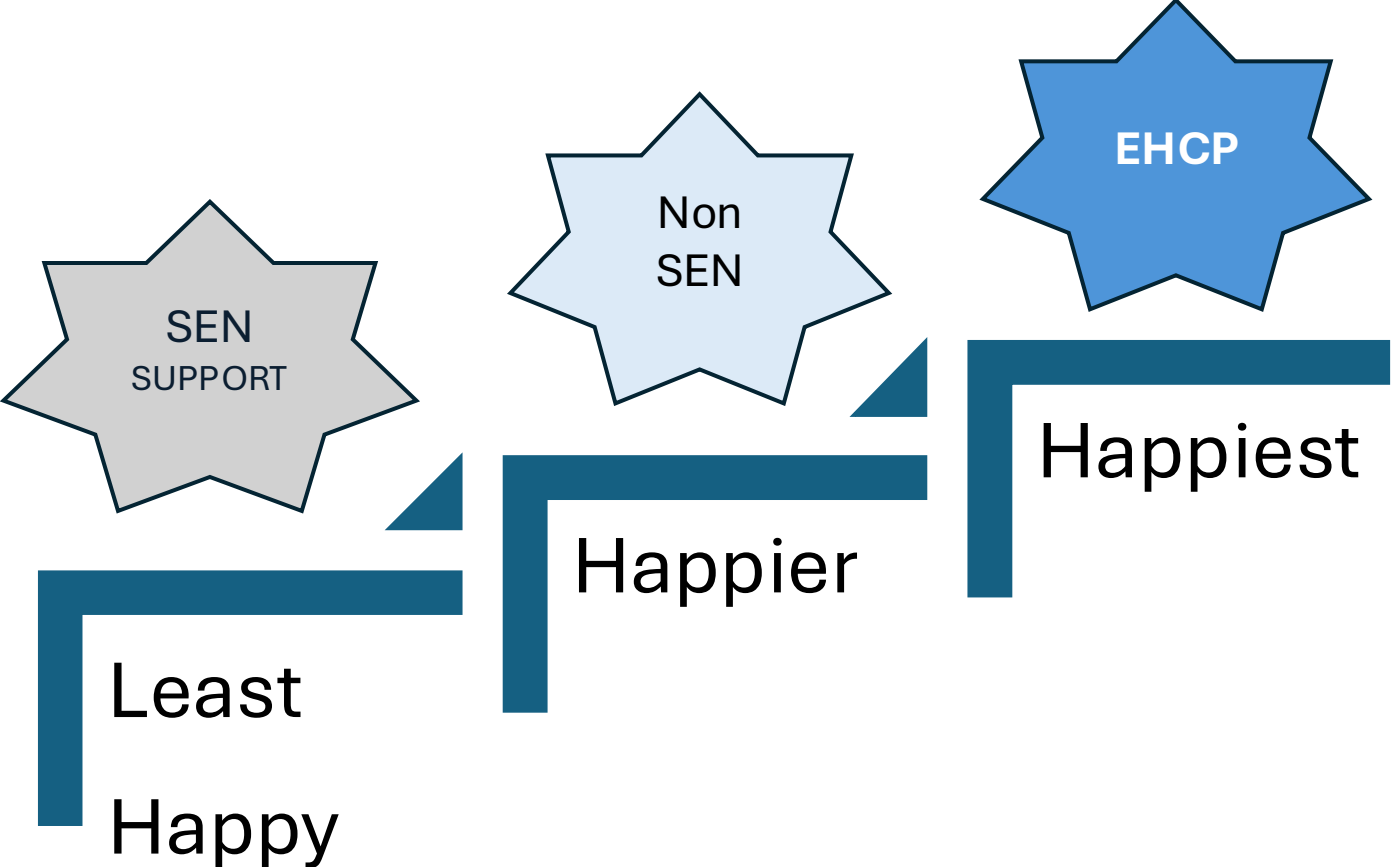 SEN
SUPPORT
Least
Happy
Non
SEN
Happier
EHCP
Happiest